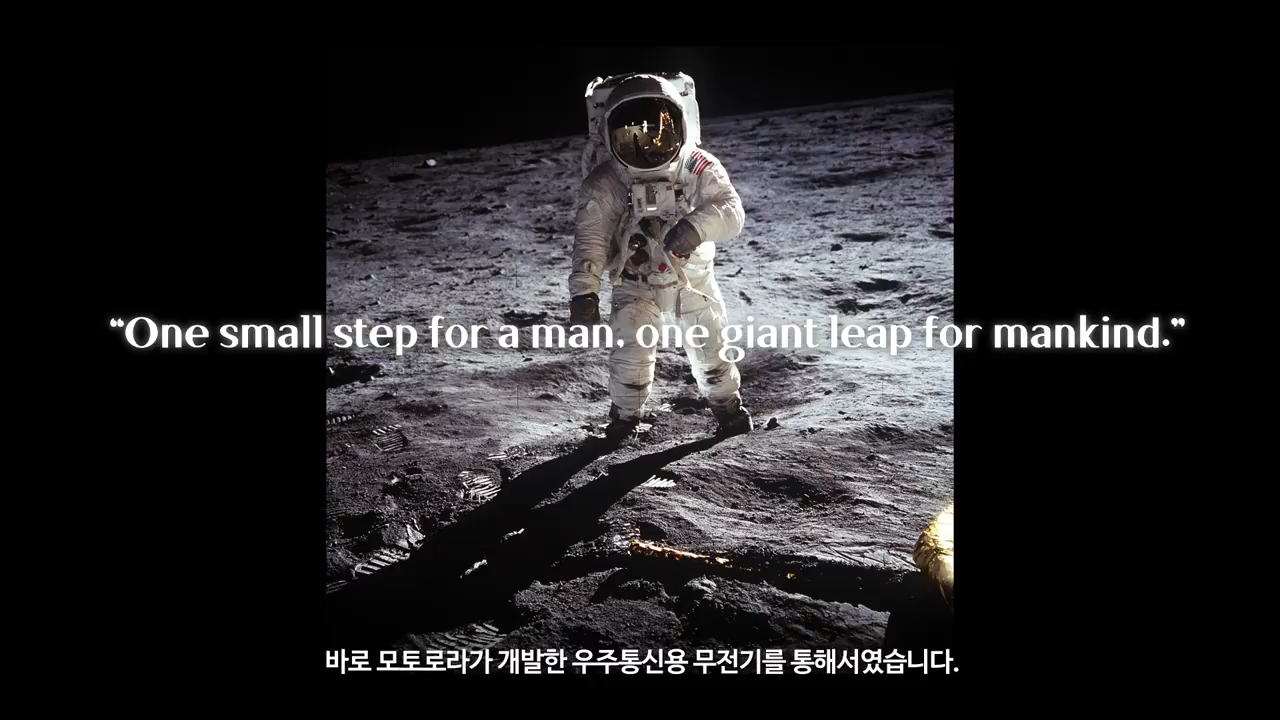 “One small step for a man, one giant leap for mankind.”
바로 모토로라가 개발한 우주통신용 무전기를 통해서였습니다.